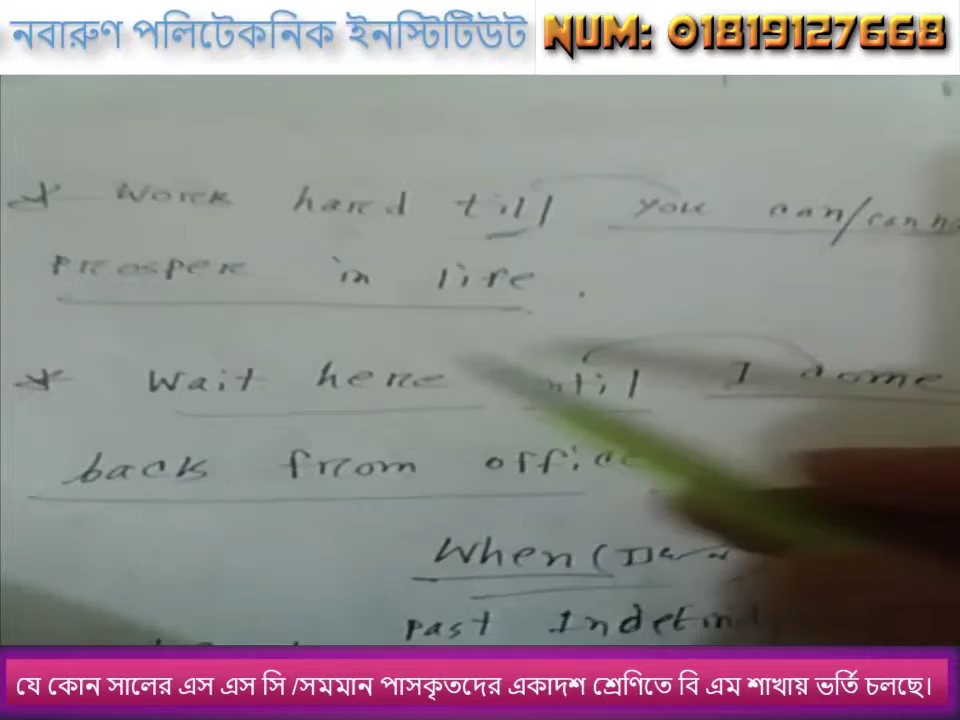 নবারুণ পলিটেকনিক ইনস্টিটিউট NUM: 01819127668
* Work hard till you can/
prosper in life.
* Wait here until I come
back from office
When
Past Indefin
যে কোন সালের এস এস সি /সমমান পাসকৃতদের একাদশ শ্রেণিতে বি এম শাখায় ভর্তি চলছে।